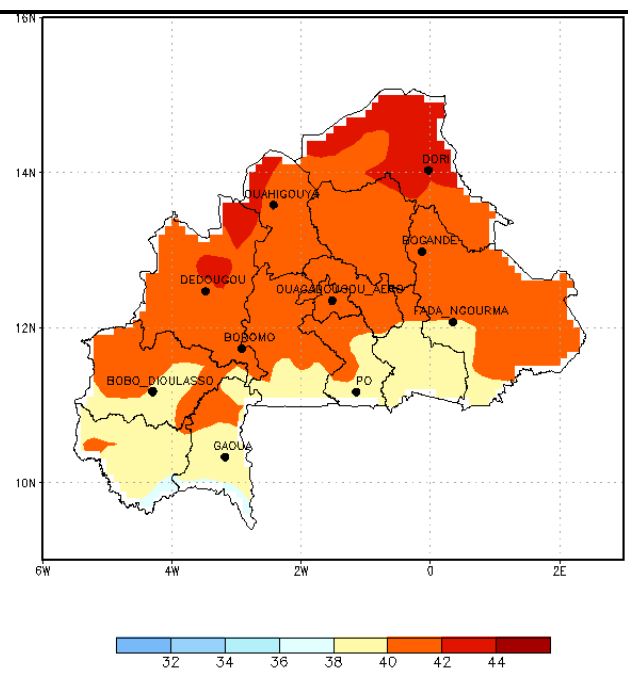 16N
14N
DORI
OUAHIGOUYA
BOGANDE
DEDOUGOU
OUAGADOUGOU_AERO
FADA_NGOURMA
12N
BOROMO
BOBO_DIOULASSO
PO
GAOUA
10N
6W 4W 2W 0 2E
32 34 36 38 40 42 44